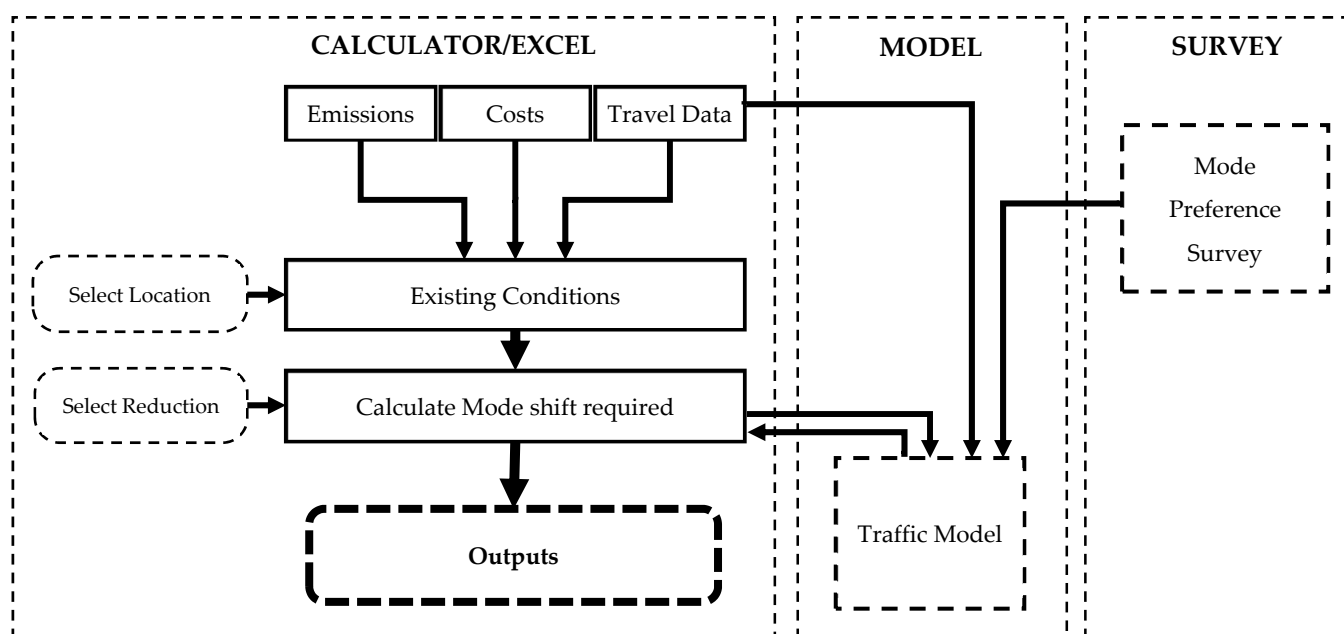 CALCULATOR/EXCEL
MODEL
SURVEY
Emissions
Costs
Travel Data
Mode
Preference
Survey
Select Location
Existing Conditions
Select Reduction
Calculate Mode shift required
Traffic Model
Outputs